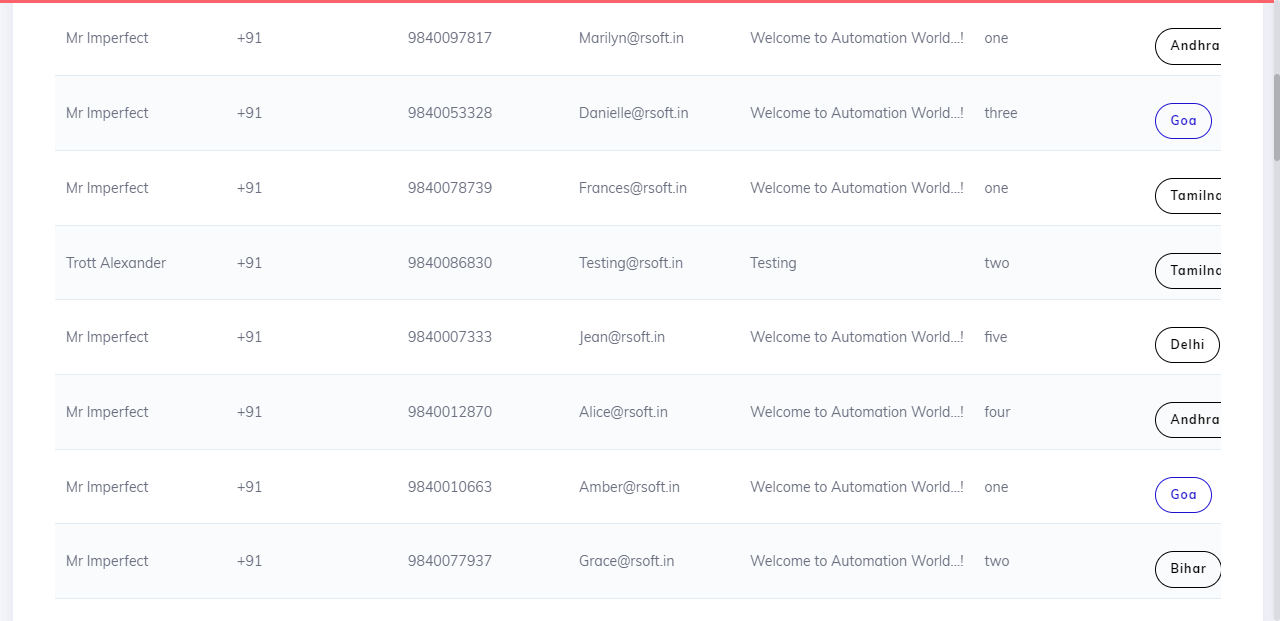 Mr Imperfect +91 9840097817 Marilyn@rsoft.in Welcome to Automation World...! one Andhra
Mr Imperfect +91 9840053328 Danielle@rsoft.in Welcome to Automation World...! three Goa
Mr Imperfect +91 9840078739 Frances@rsoft.in Welcome to Automation World...! one Tamilna
Trott Alexander +91 9840086830 Testing@rsoft.in Testing two Tamilna
Mr Imperfect +91 9840007333 Jean@rsoft.in Welcome to Automation World...! five Delhi
Mr Imperfect +91 9840012870 Alice@rsoft.in Welcome to Automation World...! four Andhra
Mr Imperfect +91 9840010663 Amber@rsoft.in Welcome to Automation World...! one Goa
Mr Imperfect +91 9840077937 Grace@rsoft.in Welcome to Automation World...! two Bihar